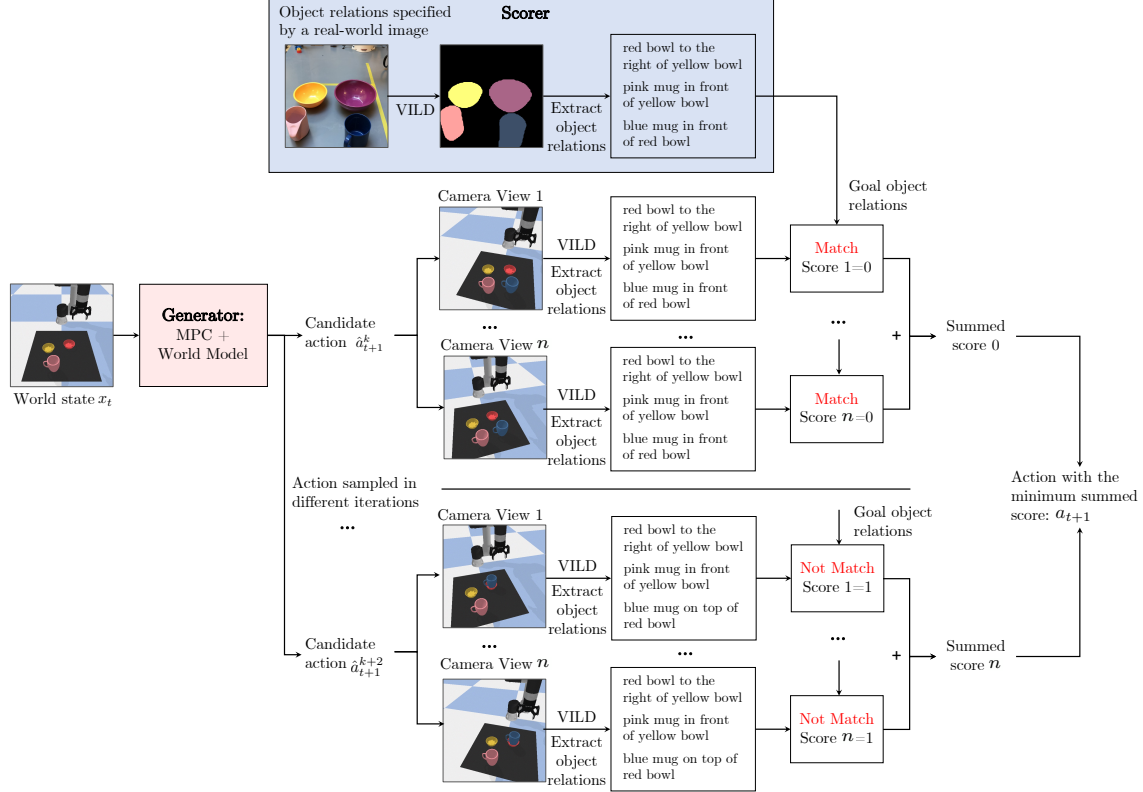 Object relations specified
by a real-world image
Scorer
VILD
Extract
object
relations
red bowl to the
right of yellow bowl
pink mug in front
of yellow bowl
blue mug in front
of red bowl
Goal object
relations
World state x_t
Generator:
MPC +
World Model
Candidate
action â^k_{t+1}
Camera View 1
VILD
Extract
object
relations
red bowl to the
right of yellow bowl
pink mug in front
of yellow bowl
blue mug in front
of red bowl
Match
Score 1=0
...
...
...
Camera View n
VILD
Extract
object
relations
red bowl to the
right of yellow bowl
pink mug in front
of yellow bowl
blue mug in front
of red bowl
Match
Score n=0
+
Summed
score 0
Action sampled in
different iterations
...
Action with the
minimum summed
score: a_{t+1}
Goal object
relations
Candidate
action â^{k+2}_{t+1}
Camera View 1
VILD
Extract
object
relations
red bowl to the
right of yellow bowl
pink mug in front
of yellow bowl
blue mug on top of
red bowl
Not Match
Score 1=1
...
...
...
Camera View n
VILD
Extract
object
relations
red bowl to the
right of yellow bowl
pink mug in front
of yellow bowl
blue mug on top of
red bowl
Not Match
Score n=1
+
Summed
score n